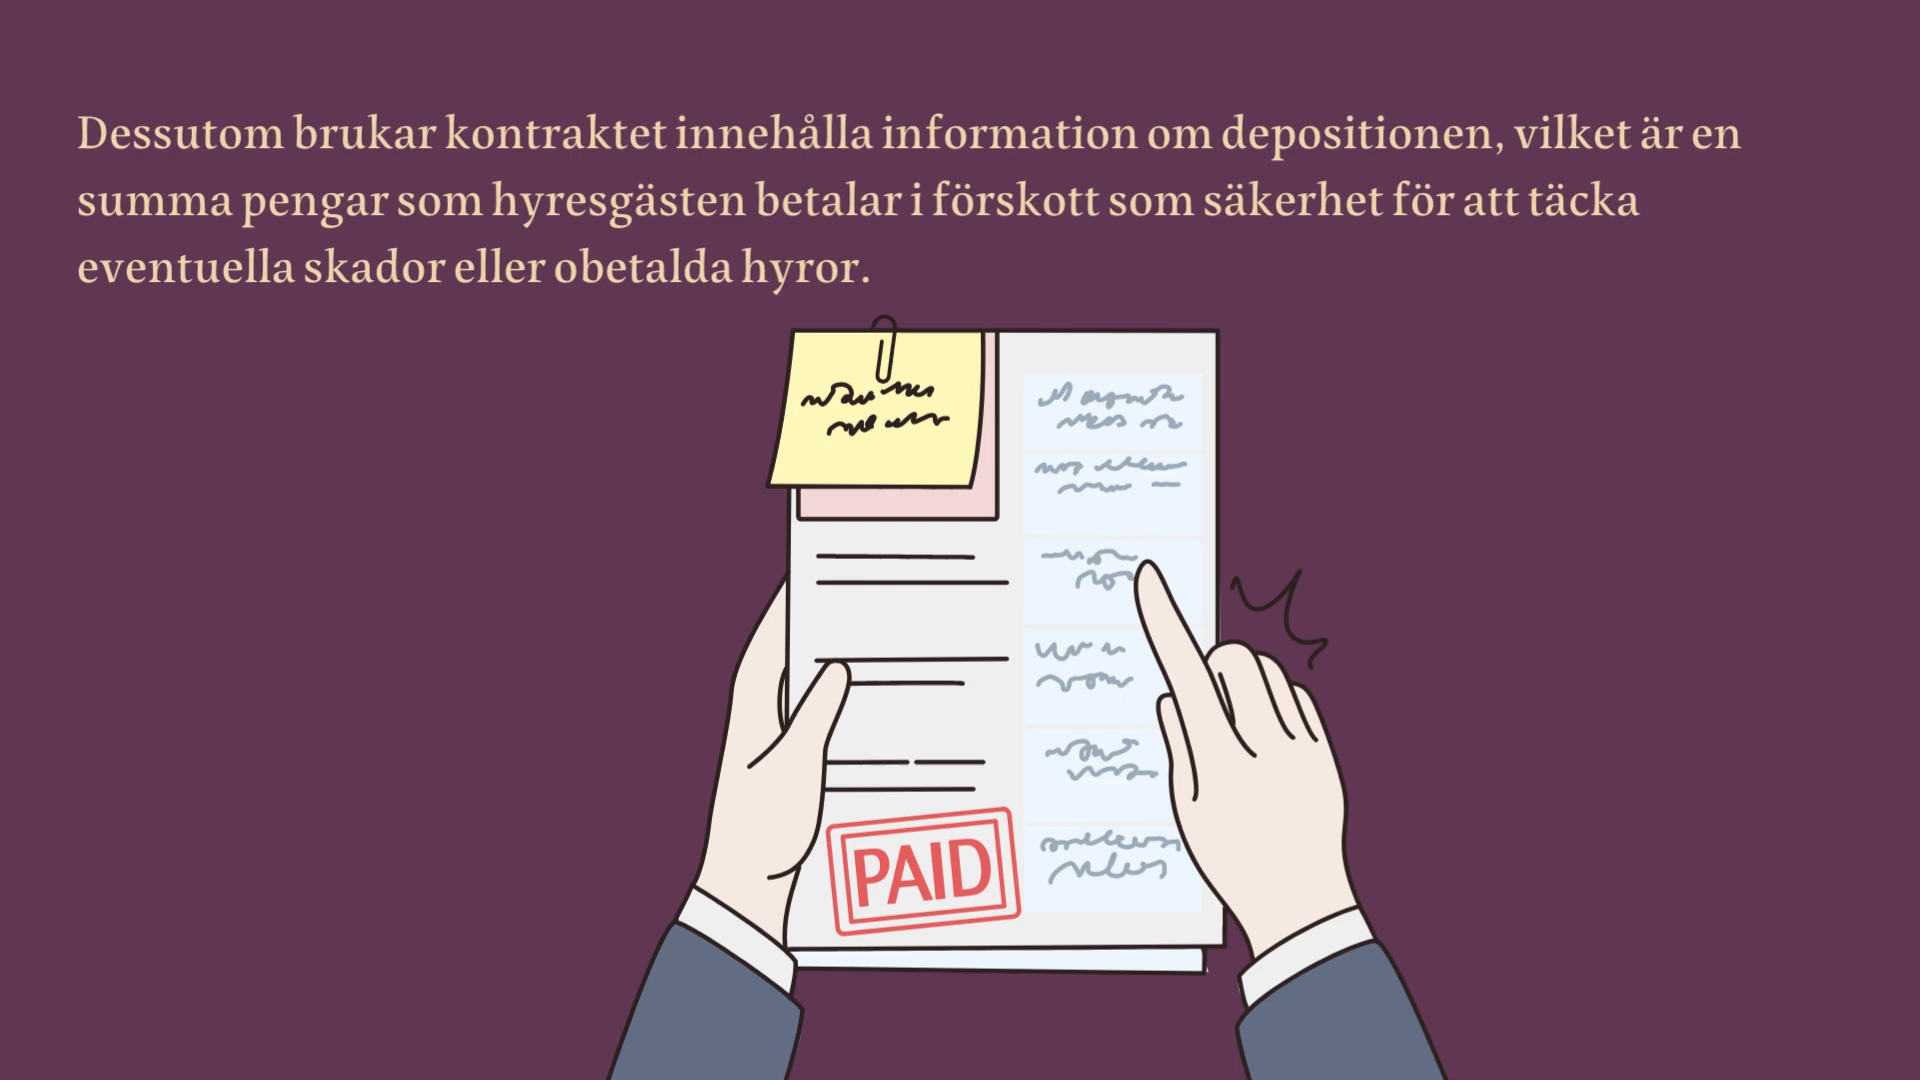 Dessutom brukar kontraktet innehålla information om depositionen, vilket är en
summa pengar som hyresgästen betalar i förskott som säkerhet för att täcka
eventuella skador eller obetalda hyror.
PAID